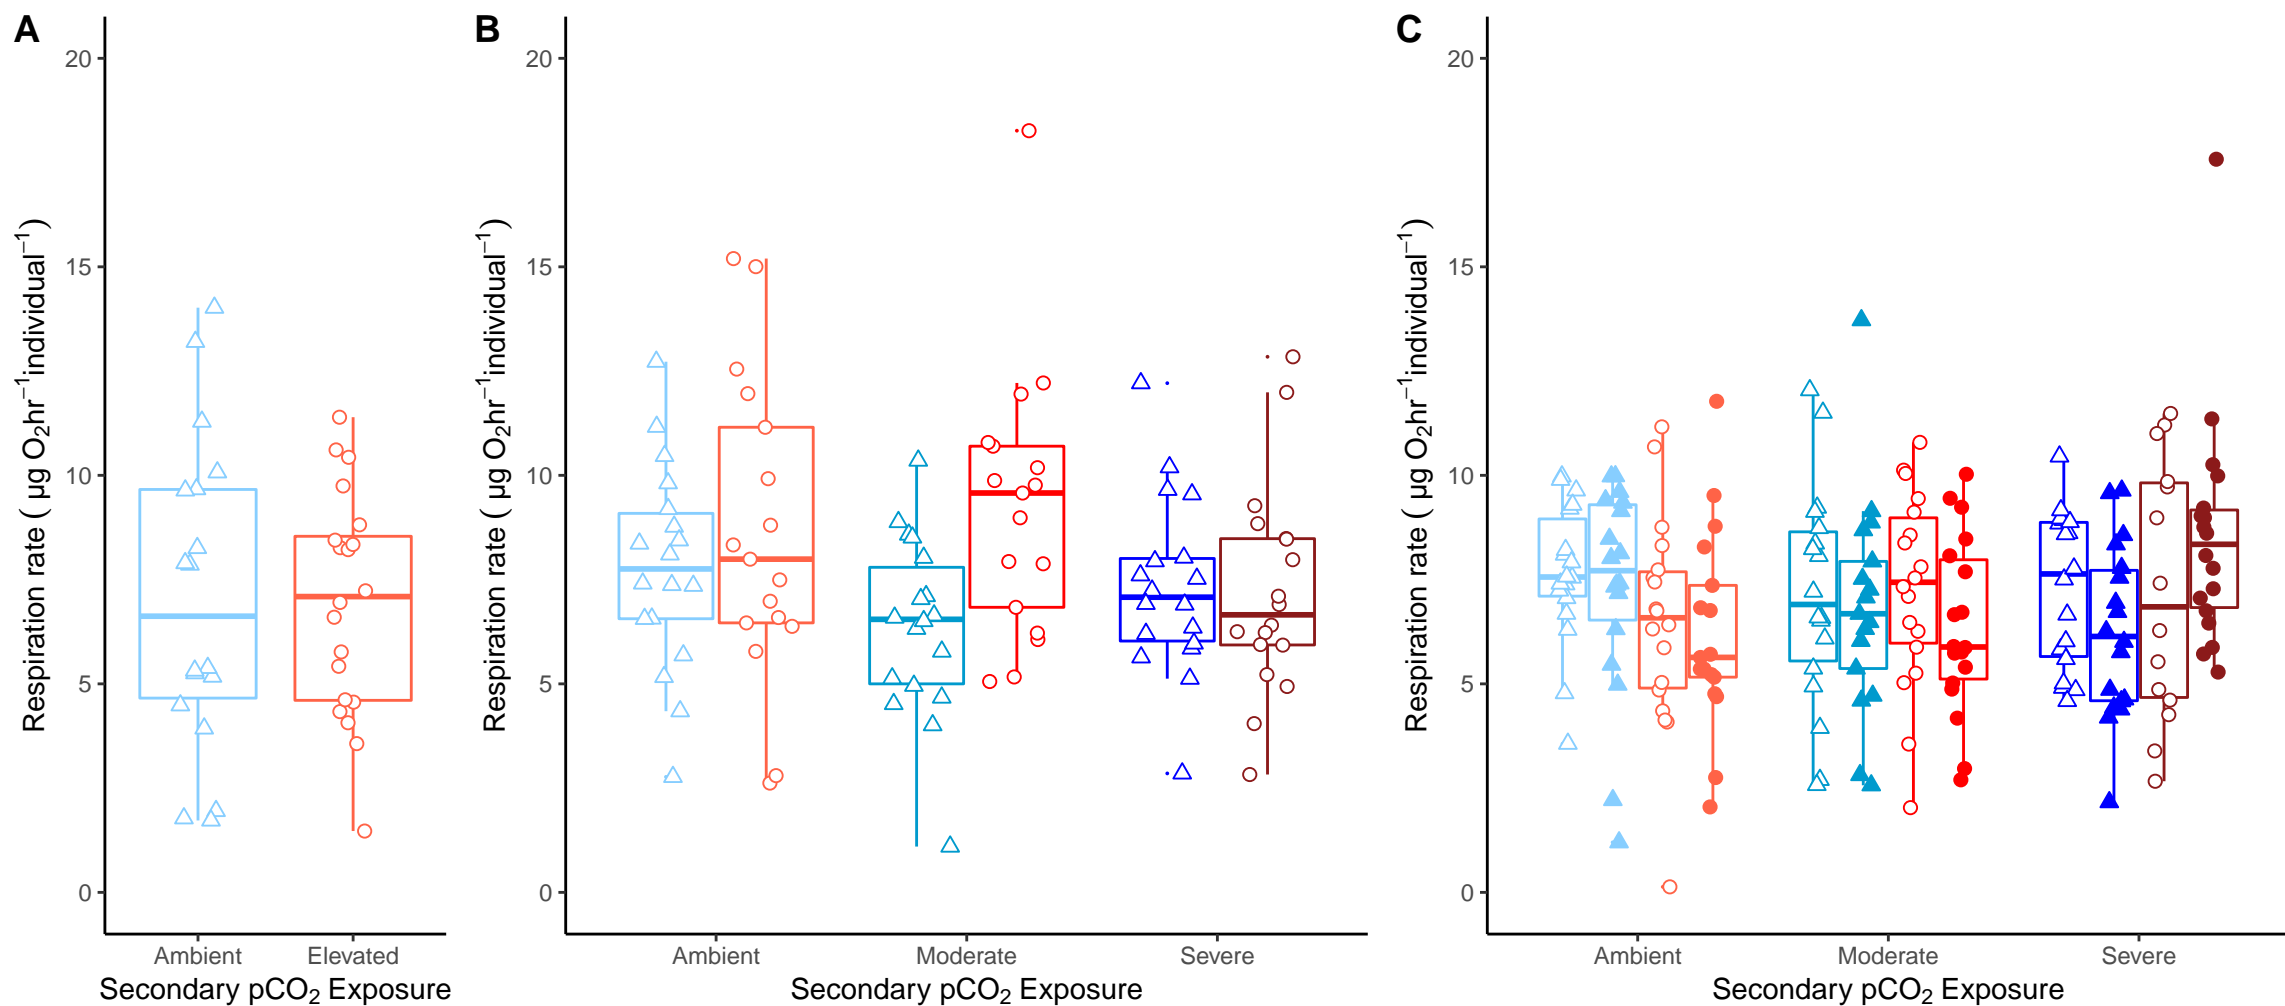 A
20
15
10
5
0
Respiration rate ( µg O₂hr⁻¹individual⁻¹)
Ambient Elevated
Secondary pCO₂ Exposure
B
20
15
10
5
0
Respiration rate ( µg O₂hr⁻¹individual⁻¹)
Ambient Moderate Severe
Secondary pCO₂ Exposure
C
20
15
10
5
0
Respiration rate ( µg O₂hr⁻¹individual⁻¹)
Ambient Moderate Severe
Secondary pCO₂ Exposure